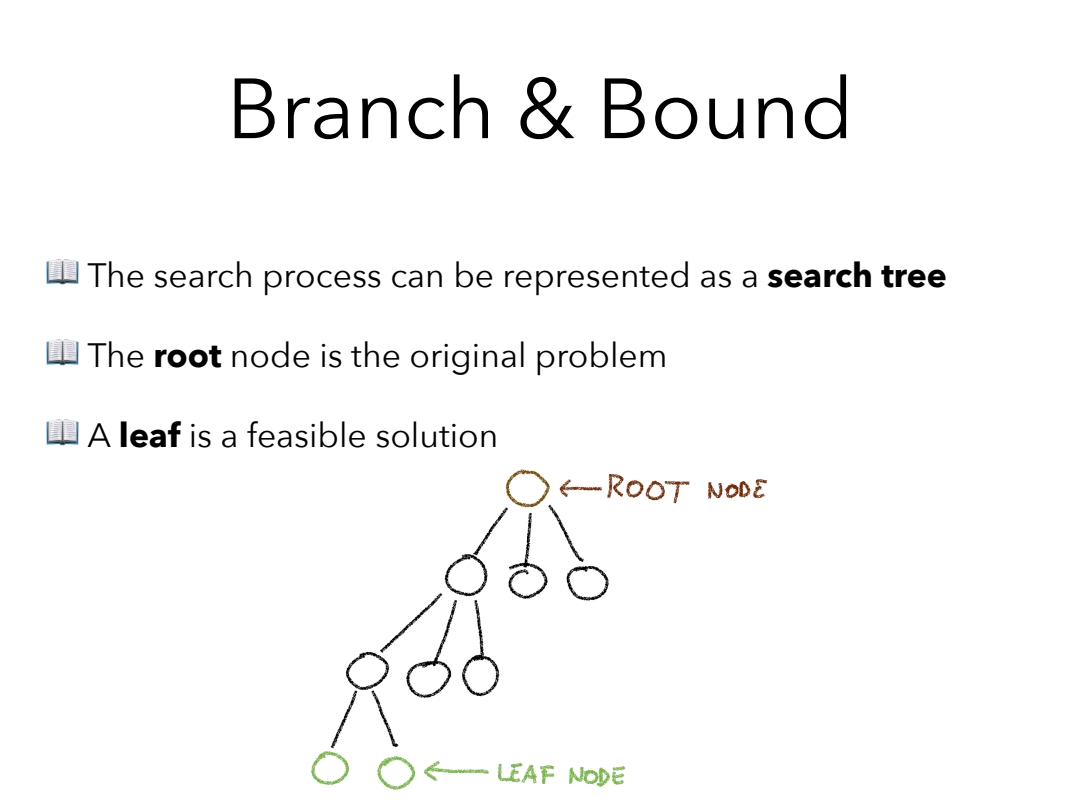 Branch & Bound
📖 The search process can be represented as a search tree
📖 The root node is the original problem
📖 A leaf is a feasible solution
← ROOT NODE
← LEAF NODE